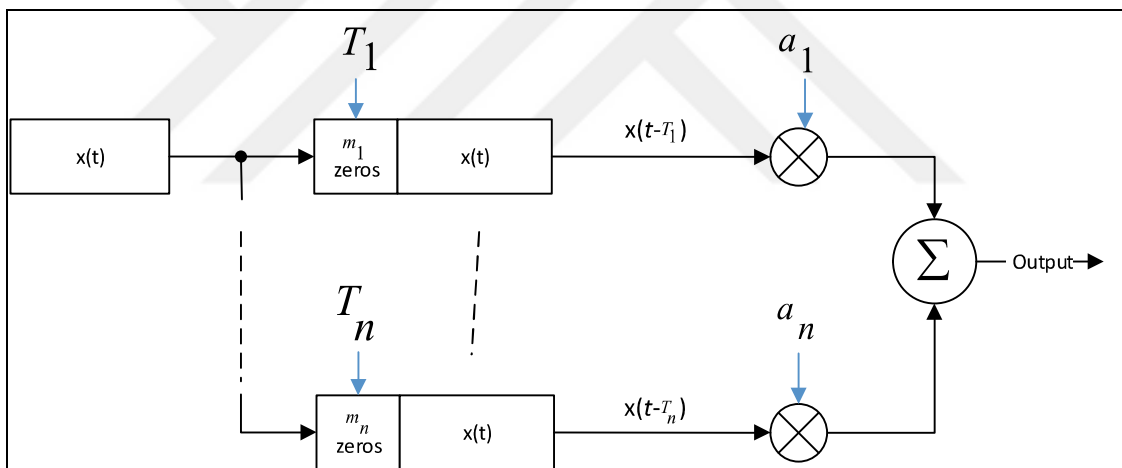 T₁
a₁
x(t)
m₁
zeros
x(t)
x(t-T₁)
Σ
Output
Tₙ
aₙ
mₙ
zeros
x(t)
x(t-Tₙ)